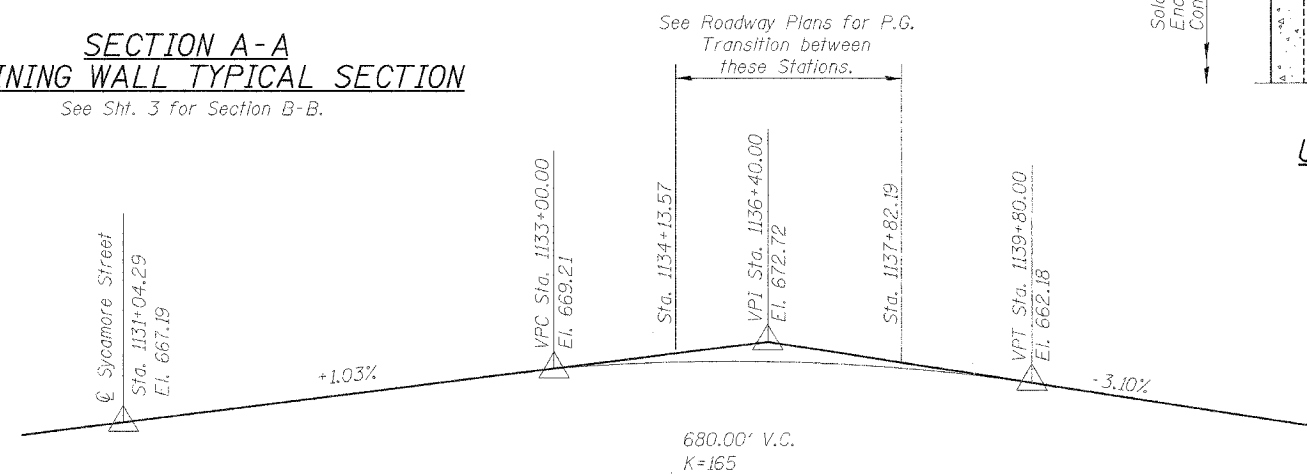 SECTION A-A
NING WALL TYPICAL SECTION
See Sht. 3 for Section B-B.
See Roadway Plans for P.G.
Transition between
these Stations.
℄ Sycamore Street
Sta. 1131+04.29
El. 667.19
+1.03%
VPC Sta. 1133+00.00
El. 669.21
Sta. 1134+13.57
VPI Sta. 1136+40.00
El. 672.72
Sta. 1137+82.19
VPT Sta. 1139+80.00
El. 662.18
-3.10%
680.00' V.C.
K=165